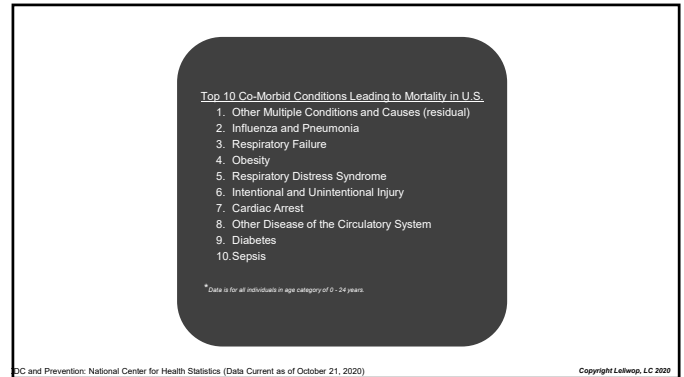 Top 10 Co-Morbid Conditions Leading to Mortality in U.S.
1. Other Multiple Conditions and Causes (residual)
2. Influenza and Pneumonia
3. Respiratory Failure
4. Obesity
5. Respiratory Distress Syndrome
6. Intentional and Unintentional Injury
7. Cardiac Arrest
8. Other Disease of the Circulatory System
9. Diabetes
10.Sepsis
*Data is for all individuals in age category of 0 - 24 years.
DC and Prevention: National Center for Health Statistics (Data Current as of October 21, 2020)
Copyright Leliwop, LC 2020